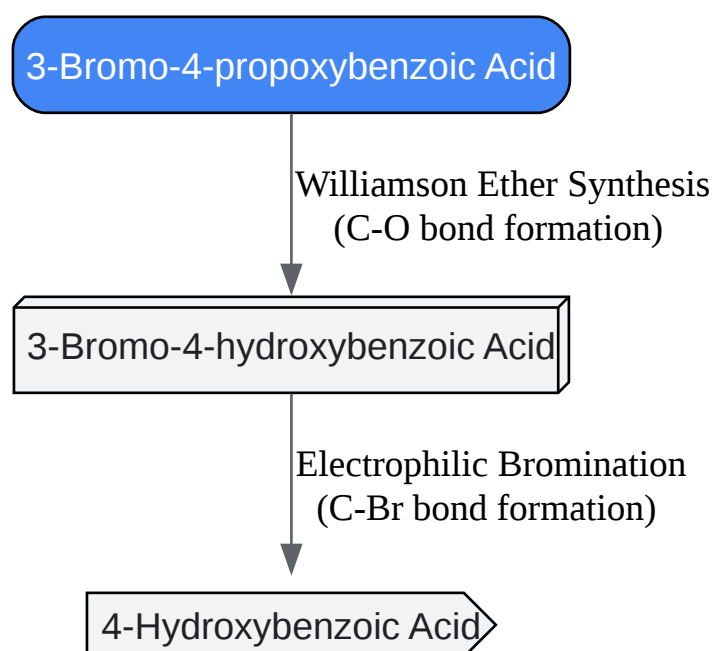 3-Bromo-4-propoxybenzoic Acid
Williamson Ether Synthesis
(C-O bond formation)
3-Bromo-4-hydroxybenzoic Acid
Electrophilic Bromination
(C-Br bond formation)
4-Hydroxybenzoic Acid